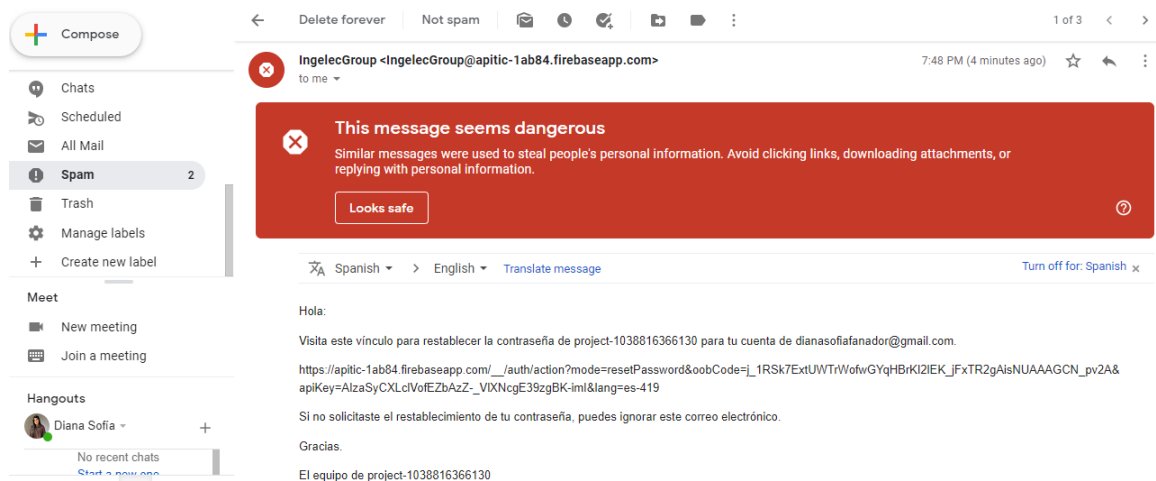 Compose
Delete forever
Not spam
1 of 3
IngelecGroup <IngelecGroup@apitic-1ab84.firebaseapp.com>
7:48 PM (4 minutes ago)
to me
Chats
Scheduled
All Mail
Spam 2
Trash
Manage labels
Create new label
Meet
New meeting
Join a meeting
Hangouts
Diana Sofía
No recent chats
Start a new one
This message seems dangerous
Similar messages were used to steal people's personal information. Avoid clicking links, downloading attachments, or
replying with personal information.
Looks safe
Spanish > English Translate message
Turn off for: Spanish x
Hola:
Visita este vínculo para restablecer la contraseña de project-1038816366130 para tu cuenta de dianasofiafanador@gmail.com.
https://apitic-1ab84.firebaseapp.com/__/auth/action?mode=resetPassword&oobCode=j_1RSk7ExtUWTrWofwGYqHBrKI2lEK_jFxTR2gAisNUAAAGCN_pv2A&
apiKey=AIzaSyCXLclVofEZbAzZ-_VlXNcgE39zgBK-imI&lang=es-419
Si no solicitaste el restablecimiento de tu contraseña, puedes ignorar este correo electrónico.
Gracias.
El equipo de project-1038816366130